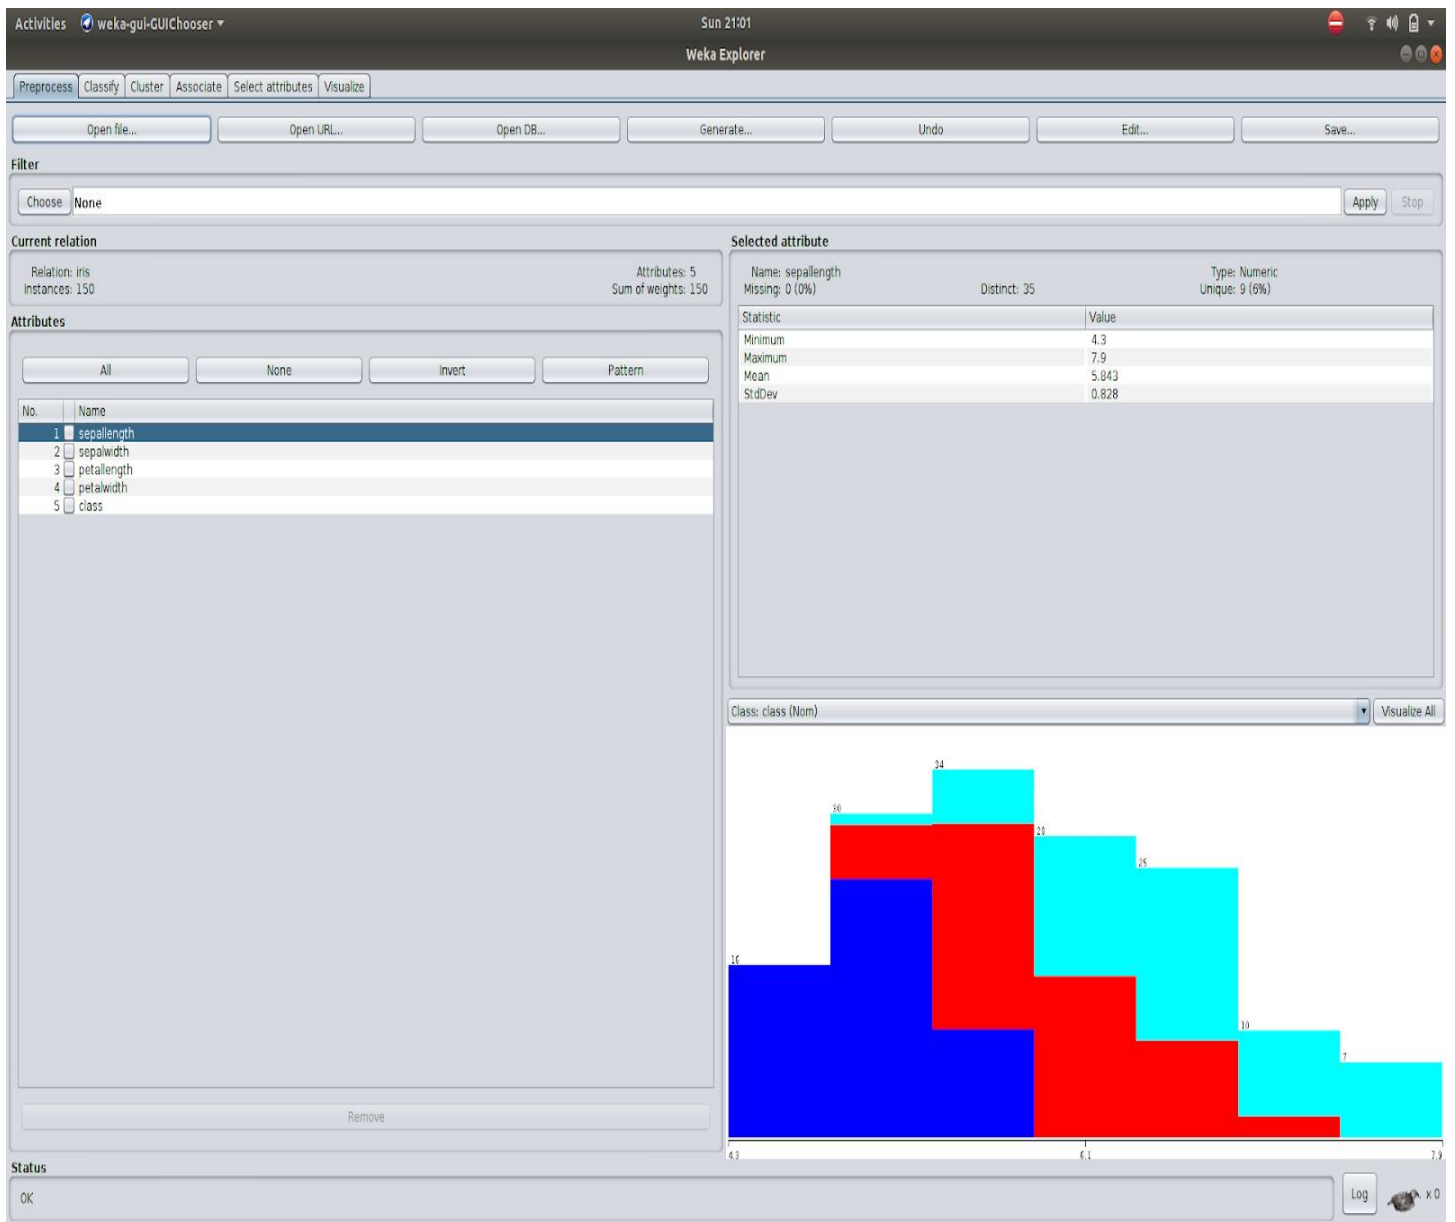 Activities weka-gui-GUIChooser Sun 21:01
Weka Explorer
Preprocess Classify Cluster Associate Select attributes Visualize
Open file... Open URL... Open DB... Generate... Undo Edit... Save...
Filter
Choose None Apply Stop
Current relation
Relation: iris Attributes: 5
Instances: 150 Sum of weights: 150
Attributes
All None Invert Pattern
No. Name
1 sepallength
2 sepalwidth
3 petallength
4 petalwidth
5 class
Remove
Selected attribute
Name: sepallength Type: Numeric
Missing: 0 (0%) Distinct: 35 Unique: 9 (6%)
Statistic Value
Minimum 4.3
Maximum 7.9
Mean 5.843
StdDev 0.828
Class: class (Nom) Visualize All
34
30
28
25
16
10
7
4.3 6.1 7.9
Status
OK Log x 0